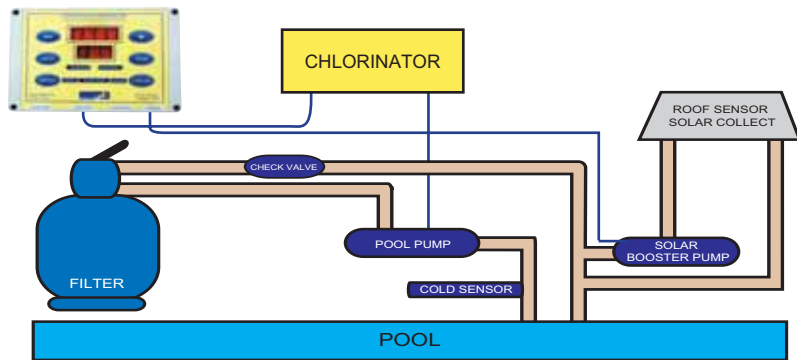 CHLORINATOR
ROOF SENSOR
SOLAR COLLECT
CHECK VALVE
POOL PUMP
SOLAR
BOOSTER PUMP
FILTER
COLD SENSOR
POOL